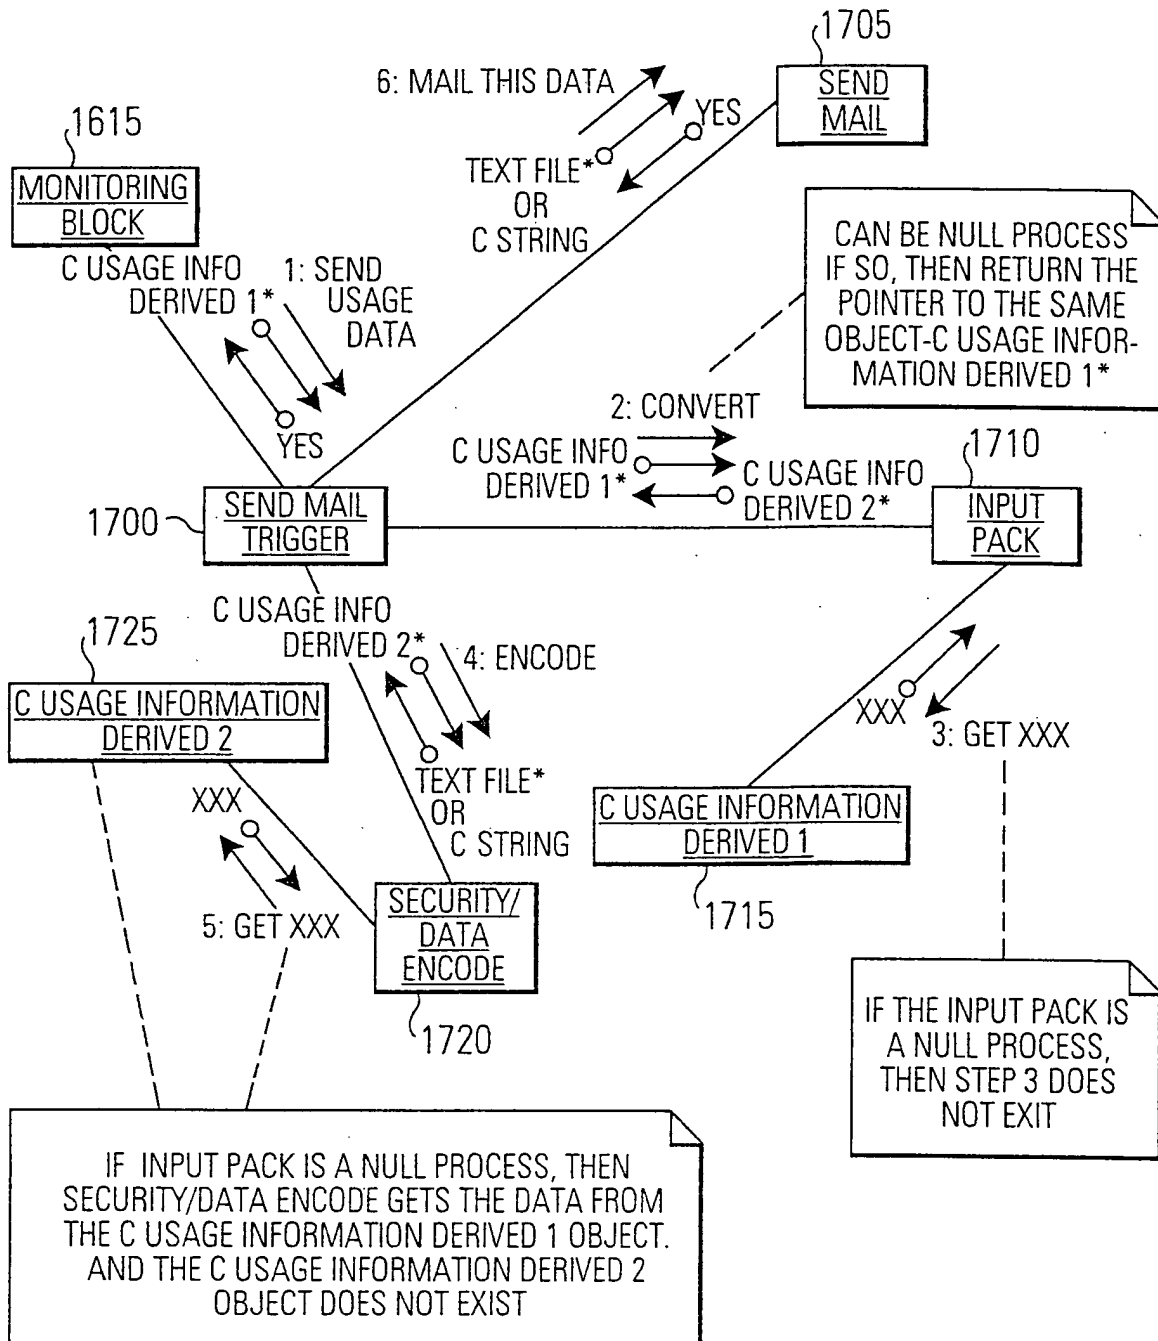 1705
6: MAIL THIS DATA
SEND
MAIL
YES
1615
MONITORING
BLOCK
TEXT FILE*
OR
C STRING
C USAGE INFO
DERIVED 1*
1: SEND
USAGE
DATA
YES
CAN BE NULL PROCESS
IF SO, THEN RETURN THE
POINTER TO THE SAME
OBJECT-C USAGE INFOR-
MATION DERIVED 1*
2: CONVERT
C USAGE INFO
DERIVED 1*
C USAGE INFO
DERIVED 2*
1710
INPUT
PACK
1700
SEND MAIL
TRIGGER
C USAGE INFO
DERIVED 2*
4: ENCODE
1725
C USAGE INFORMATION
DERIVED 2
TEXT FILE*
OR
C STRING
XXX
3: GET XXX
XXX
5: GET XXX
C USAGE INFORMATION
DERIVED 1
1715
SECURITY/
DATA
ENCODE
1720
IF THE INPUT PACK IS
A NULL PROCESS,
THEN STEP 3 DOES
NOT EXIT
IF INPUT PACK IS A NULL PROCESS, THEN
SECURITY/DATA ENCODE GETS THE DATA FROM
THE C USAGE INFORMATION DERIVED 1 OBJECT.
AND THE C USAGE INFORMATION DERIVED 2
OBJECT DOES NOT EXIST